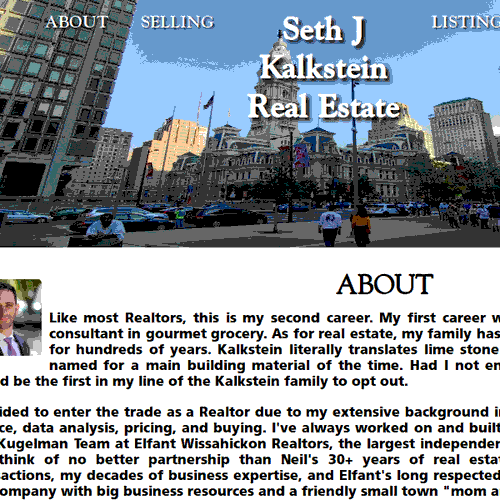 ABOUT SELLING LISTING
Seth J
Kalkstein
Real Estate
ABOUT
Like most Realtors, this is my second career. My first career w
consultant in gourmet grocery. As for real estate, my family has
for hundreds of years. Kalkstein literally translates lime stone
named for a main building material of the time. Had I not en
d be the first in my line of the Kalkstein family to opt out.
ided to enter the trade as a Realtor due to my extensive background i
ce, data analysis, pricing, and buying. I've always worked on and built
Kugelman Team at Elfant Wissahickon Realtors, the largest independen
think of no better partnership than Neil's 30+ years of real estat
sactions, my decades of business expertise, and Elfant's long respected
company with big business resources and a friendly small town "mom